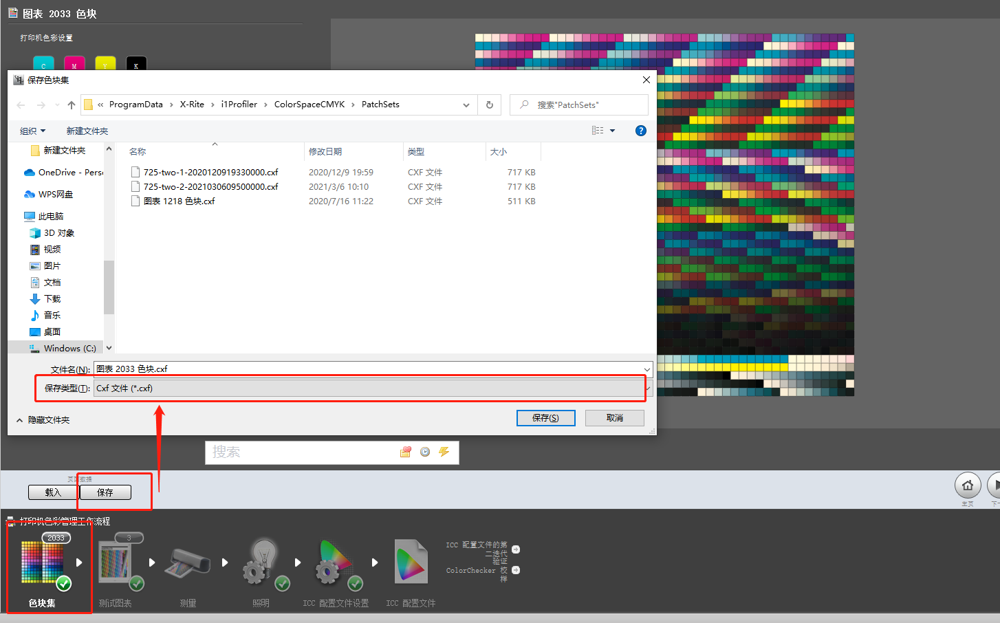 图表 2033 色块
打印机色彩设置
C M Y K
保存色块集
« ProgramData › X-Rite › i1Profiler › ColorSpaceCMYK › PatchSets
搜索"PatchSets"
组织 新建文件夹
名称 修改日期 类型 大小
新建文件夹
OneDrive - Pers
WPS网盘
此电脑
3D 对象
视频
图片
文档
下载
音乐
桌面
Windows (C:)
725-two-1-2020120919330000.cxf 2020/12/9 19:59 CXF 文件 717 KB
725-two-2-2021030609500000.cxf 2021/3/6 10:10 CXF 文件 717 KB
图表 1218 色块.cxf 2020/7/16 11:22 CXF 文件 511 KB
文件名(N): 图表 2033 色块.cxf
保存类型(T): Cxf 文件 (*.cxf)
隐藏文件夹
保存(S) 取消
搜索
载入 保存
主页
下一
打印机色彩管理工作流程
2033
3
色块集
测试图表
测量
照明
ICC 配置文件设置
ICC 配置文件
ICC 配置文件的第
二迭代
验证
ColorChecker 校
样